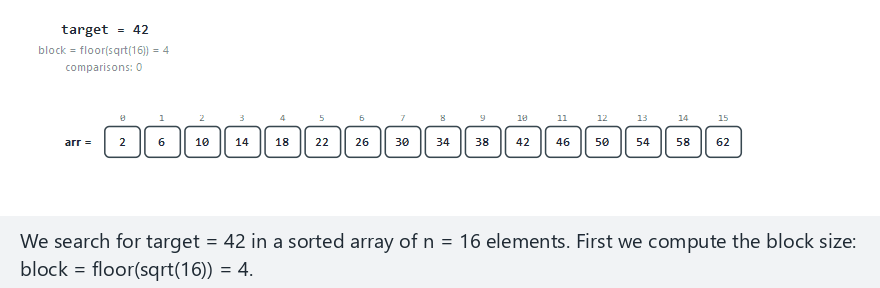 target = 42
block = floor(sqrt(16)) = 4
comparisons: 0
0 1 2 3 4 5 6 7 8 9 10 11 12 13 14 15
arr = 2 6 10 14 18 22 26 30 34 38 42 46 50 54 58 62
We search for target = 42 in a sorted array of n = 16 elements. First we compute the block size:
block = floor(sqrt(16)) = 4.